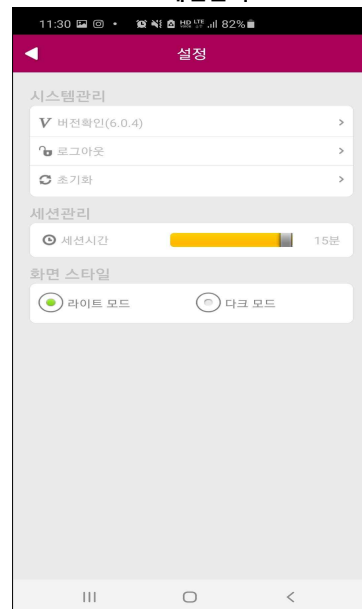 11:30 82%
설정
시스템관리
V 버전확인(6.0.4)
로그아웃
초기화
세션관리
세션시간 15분
화면 스타일
라이트 모드 다크 모드